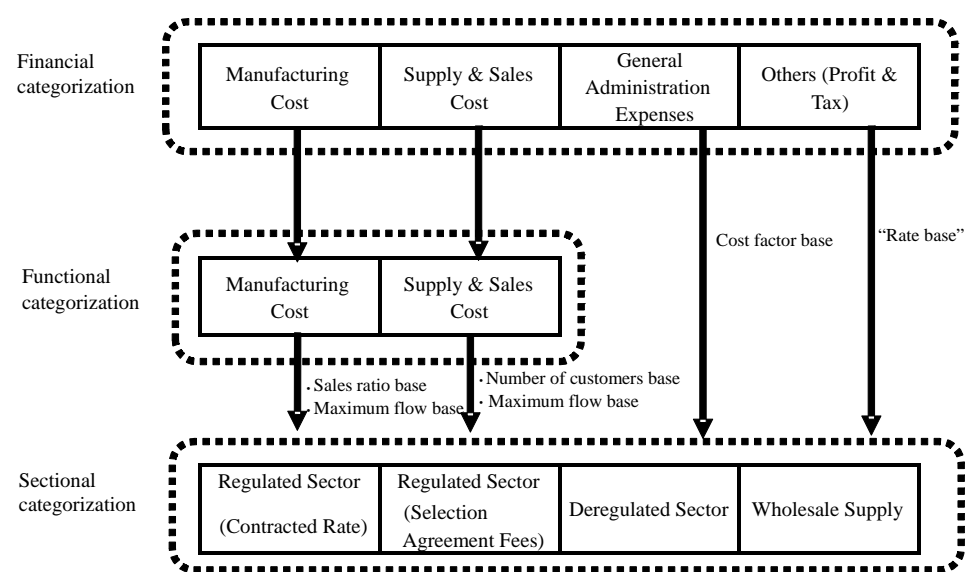 Financial
categorization
Manufacturing
Cost
Supply & Sales
Cost
General
Administration
Expenses
Others (Profit &
Tax)
Cost factor base
“Rate base”
Functional
categorization
Manufacturing
Cost
Supply & Sales
Cost
· Sales ratio base
· Maximum flow base
· Number of customers base
· Maximum flow base
Sectional
categorization
Regulated Sector
(Contracted Rate)
Regulated Sector
(Selection
Agreement Fees)
Deregulated Sector
Wholesale Supply